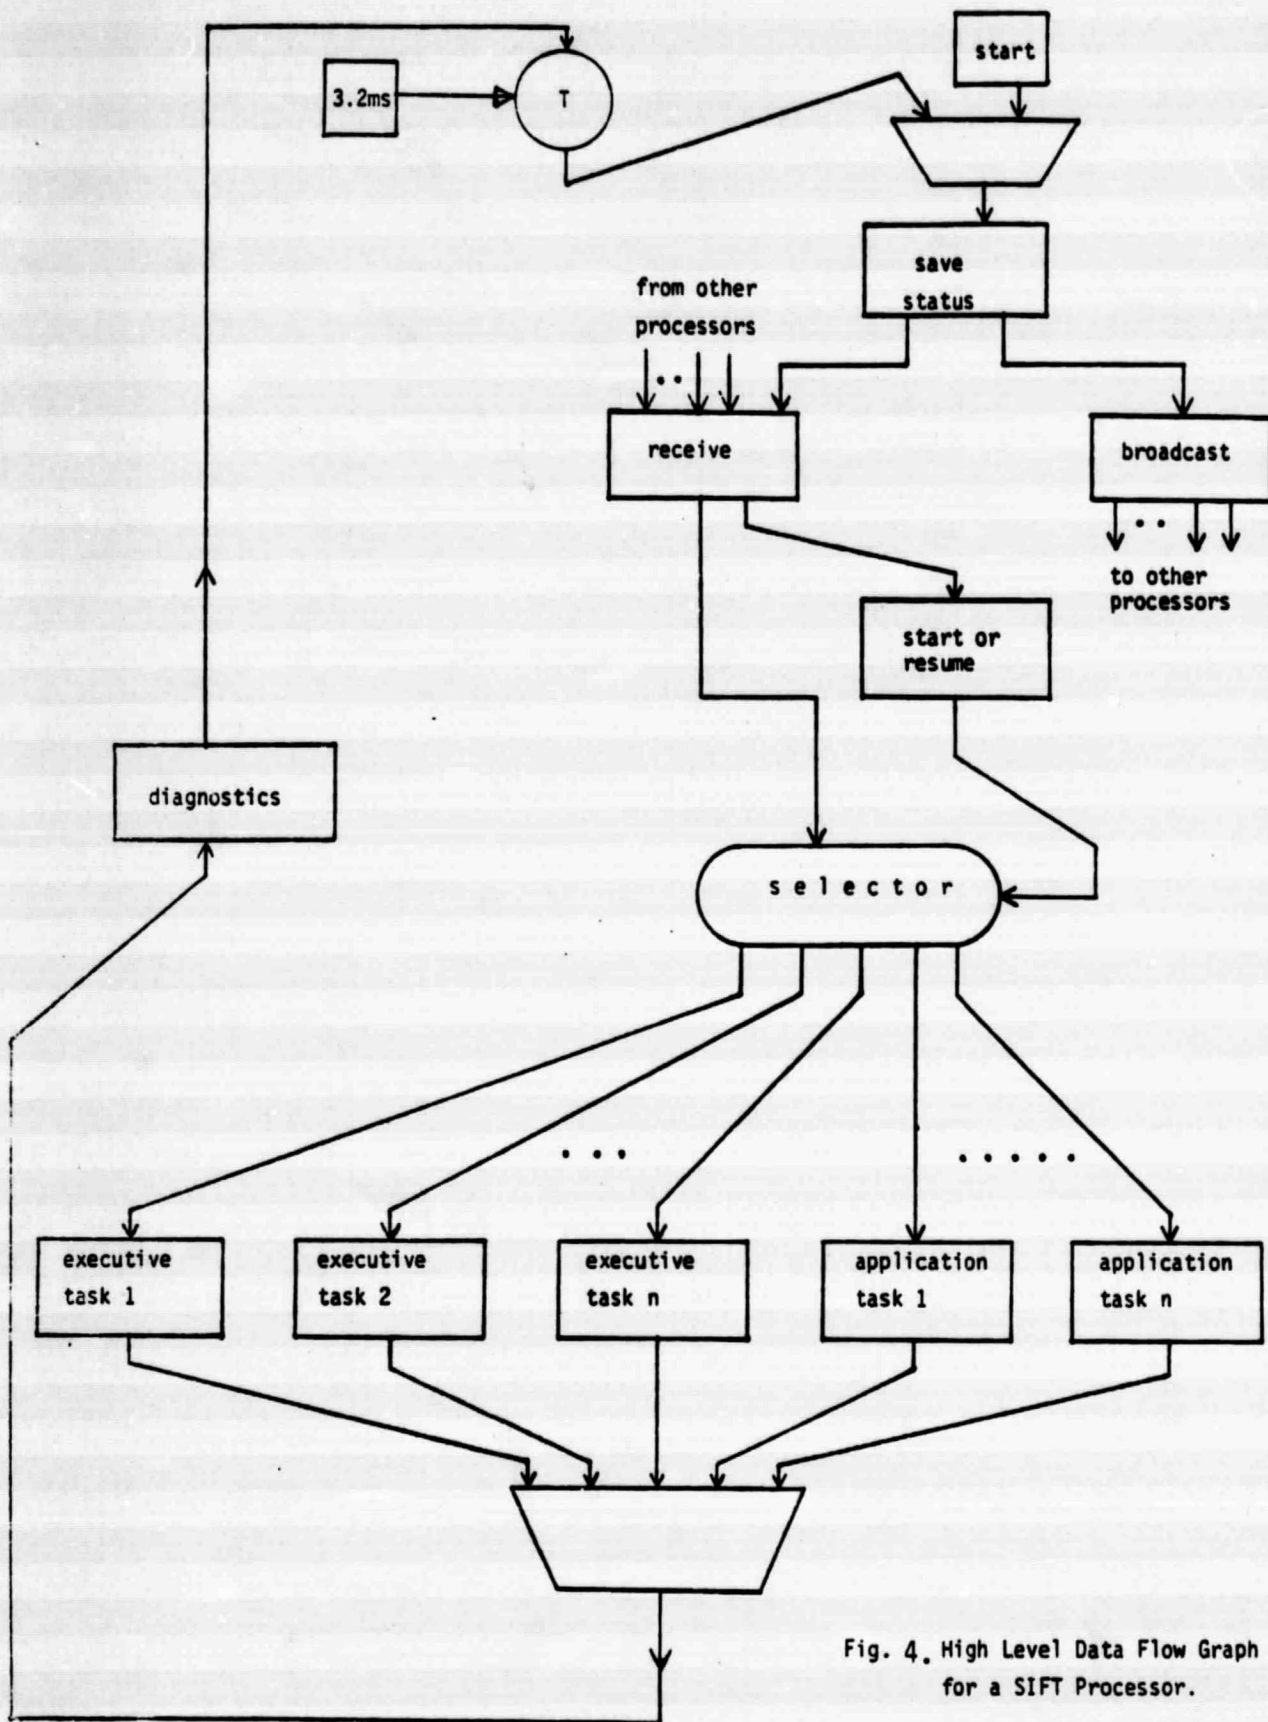 start
3.2ms
T
save
status
from other
processors
receive
broadcast
to other
processors
start or
resume
diagnostics
selector
executive
task 1
executive
task 2
executive
task n
application
task 1
application
task n
Fig. 4. High Level Data Flow Graph
for a SIFT Processor.